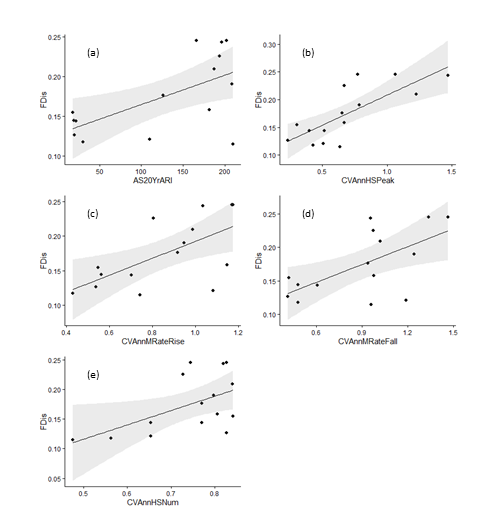 (a)
0.25
0.20
0.15
0.10
FDis
50 100 150 200
AS20YrARI
(b)
0.30
0.25
0.20
0.15
0.10
FDis
0.5 1.0 1.5
CVAnnHSPeak
(c)
0.25
0.20
0.15
0.10
FDis
0.4 0.6 0.8 1.0 1.2
CVAnnMRateRise
(d)
0.25
0.20
0.15
0.10
FDis
0.6 0.9 1.2 1.5
CVAnnMRateFall
(e)
0.25
0.20
0.15
0.10
0.05
FDis
0.5 0.6 0.7 0.8
CVAnnHSNum